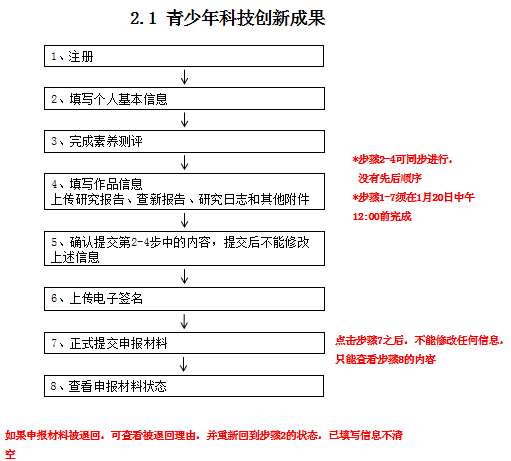 2.1 青少年科技创新成果
1、注册
2、填写个人基本信息
3、完成素养测评
*步骤2-4可同步进行，
没有先后顺序
4、填写作品信息
上传研究报告、查新报告、研究日志和其他附件
*步骤1-7须在1月20日中午
12:00前完成
5、确认提交第2-4步中的内容，提交后不能修改
上述信息
6、上传电子签名
7、正式提交申报材料
点击步骤7之后，不能修改任何信息，
只能查看步骤8的内容
8、查看申报材料状态
如果申报材料被退回，可查看被退回理由，并重新回到步骤2的状态，已填写信息不清
空